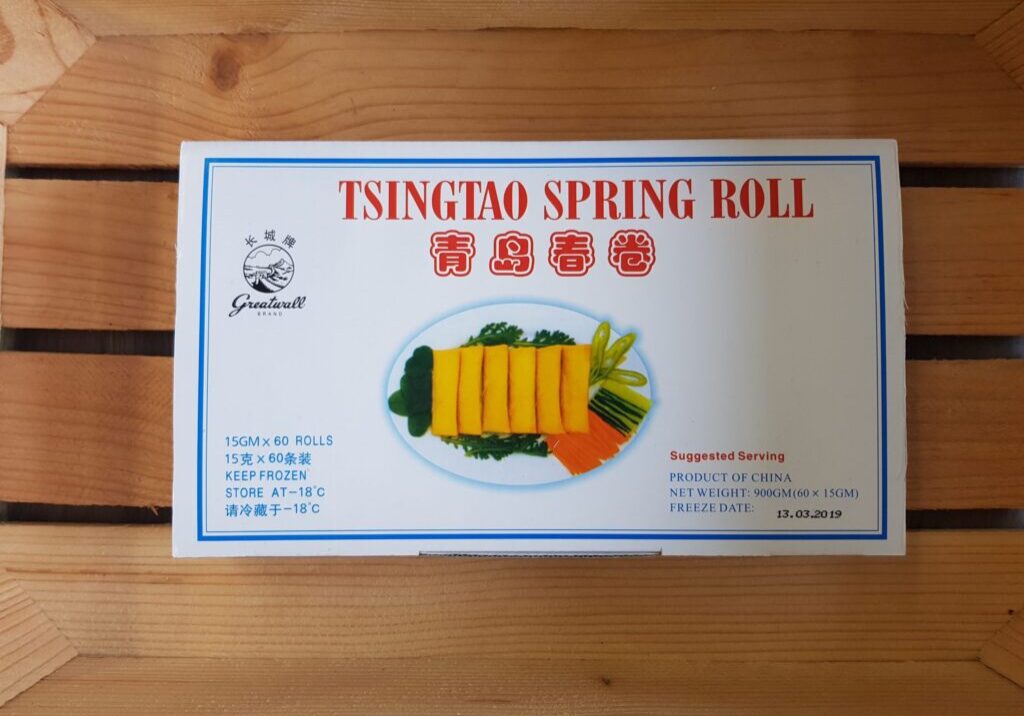 TSINGTAO SPRING ROLL
青岛春卷
长城牌
Greatwall
BRAND
15GM×60 ROLLS
15克×60条装
KEEP FROZEN
STORE AT-18℃
请冷藏于-18℃
Suggested Serving
PRODUCT OF CHINA
NET WEIGHT: 900GM(60×15GM)
FREEZE DATE: 13.03.2019